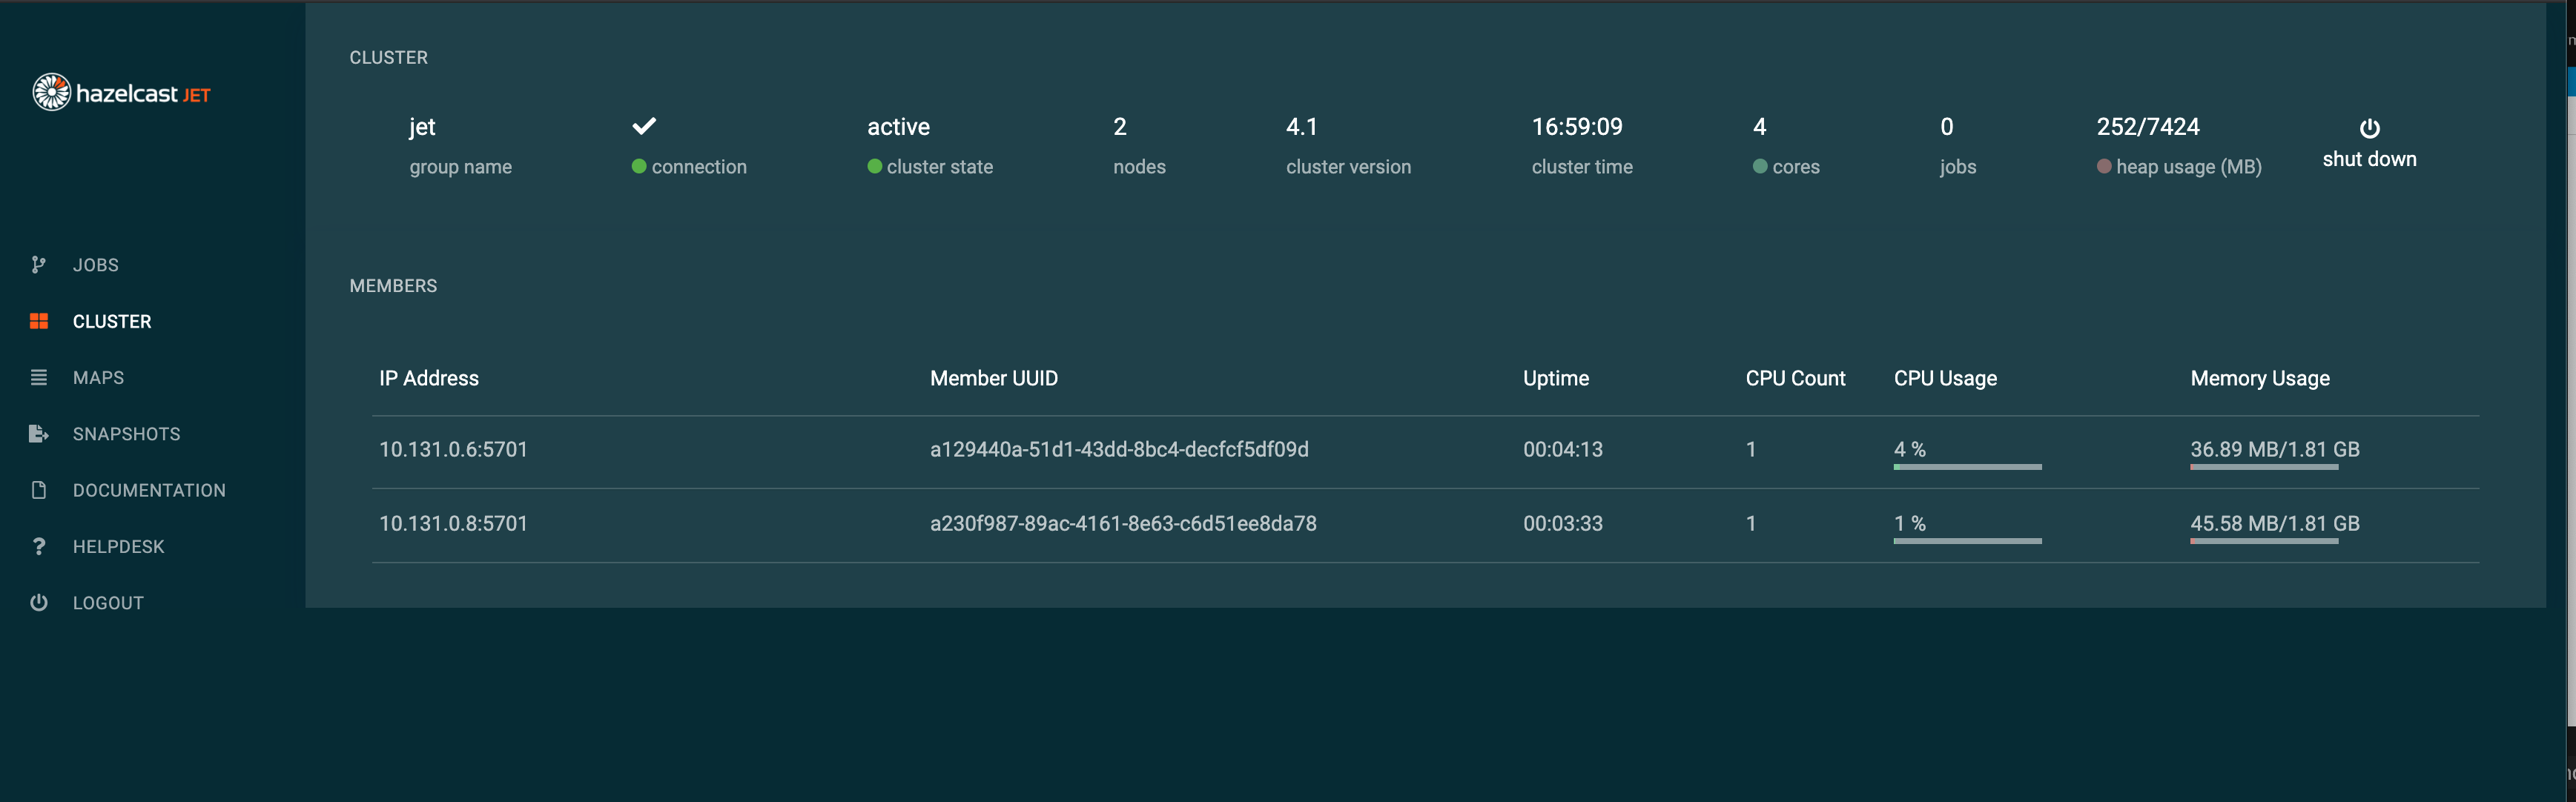 hazelcast JET
JOBS
CLUSTER
MAPS
SNAPSHOTS
DOCUMENTATION
HELPDESK
LOGOUT
CLUSTER
jet active 2 4.1 16:59:09 4 0 252/7424
group name connection cluster state nodes cluster version cluster time cores jobs heap usage (MB) shut down
MEMBERS
IP Address Member UUID Uptime CPU Count CPU Usage Memory Usage
10.131.0.6:5701 a129440a-51d1-43dd-8bc4-decfcf5df09d 00:04:13 1 4 % 36.89 MB/1.81 GB
10.131.0.8:5701 a230f987-89ac-4161-8e63-c6d51ee8da78 00:03:33 1 1 % 45.58 MB/1.81 GB